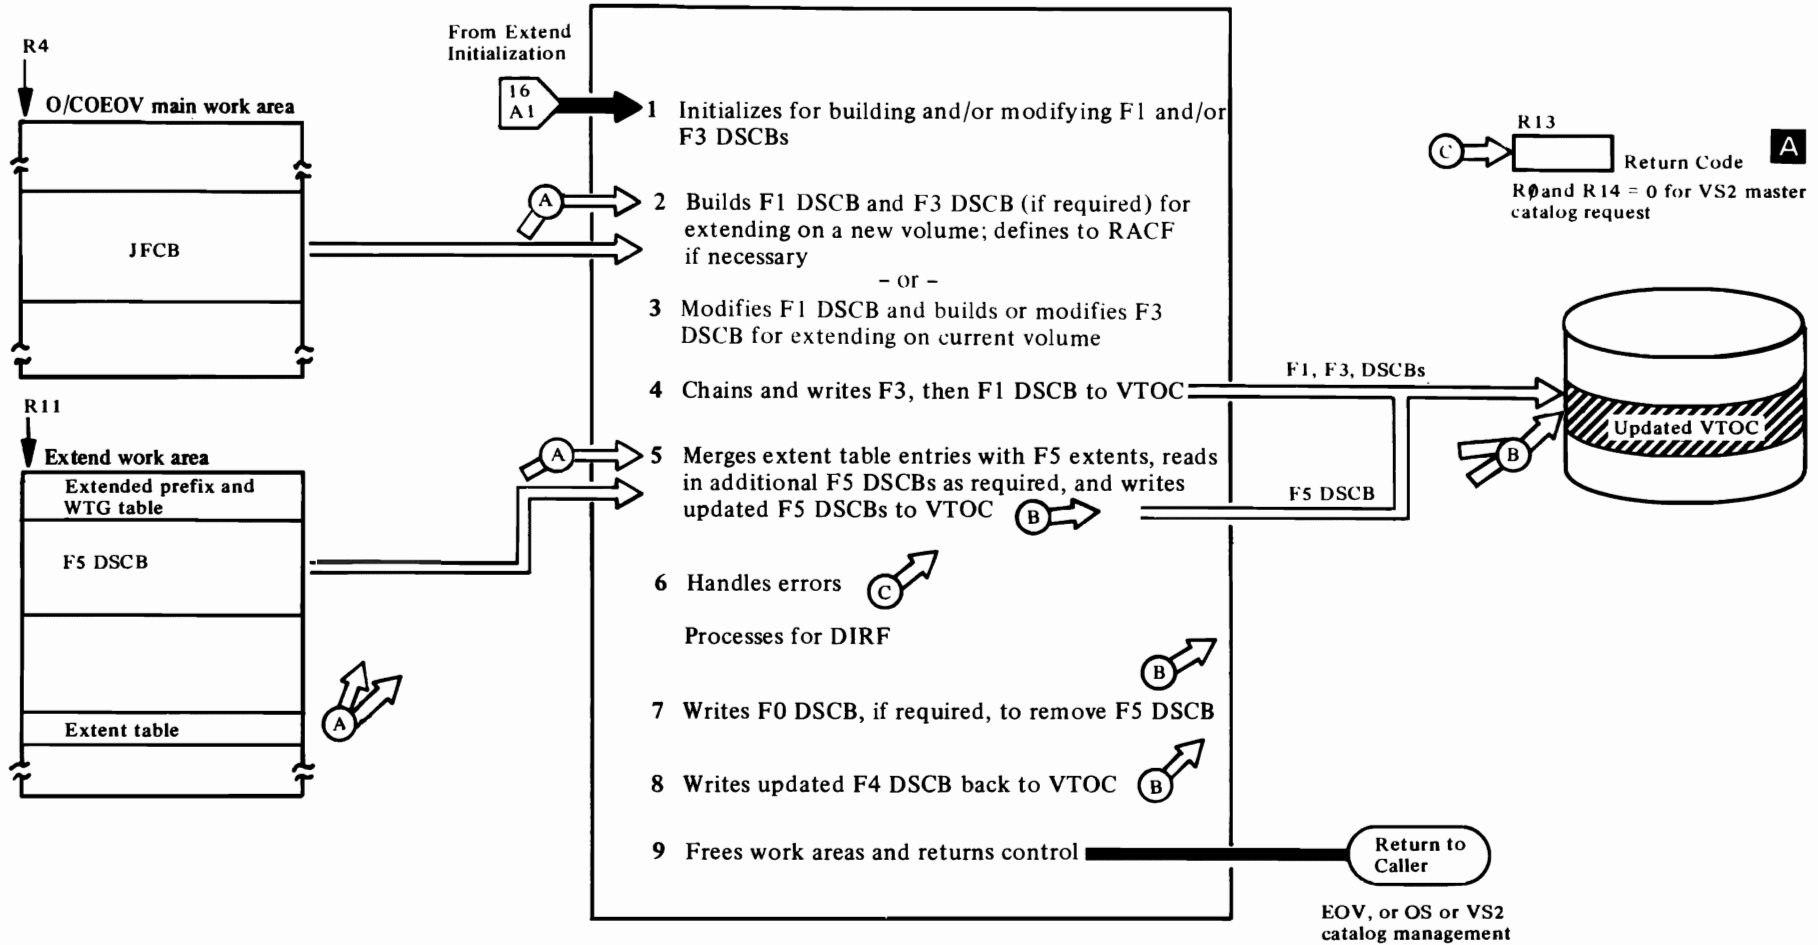 From Extend
Initialization
16
A1
R4
O/COEOV main work area
JFCB
R11
Extend work area
Extended prefix and
WTG table
F5 DSCB
Extent table
A
1 Initializes for building and/or modifying F1 and/or
F3 DSCBs
A
2 Builds F1 DSCB and F3 DSCB (if required) for
extending on a new volume; defines to RACF
if necessary
– or –
3 Modifies F1 DSCB and builds or modifies F3
DSCB for extending on current volume
4 Chains and writes F3, then F1 DSCB to VTOC
A
5 Merges extent table entries with F5 extents, reads
in additional F5 DSCBs as required, and writes
updated F5 DSCBs to VTOC
B
6 Handles errors
C
Processes for DIRF
B
7 Writes F0 DSCB, if required, to remove F5 DSCB
8 Writes updated F4 DSCB back to VTOC
B
9 Frees work areas and returns control
R13
C
Return Code
A
R0 and R14 = 0 for VS2 master
catalog request
F1, F3, DSCBs
Updated VTOC
B
F5 DSCB
Return to
Caller
EOV, or OS or VS2
catalog management